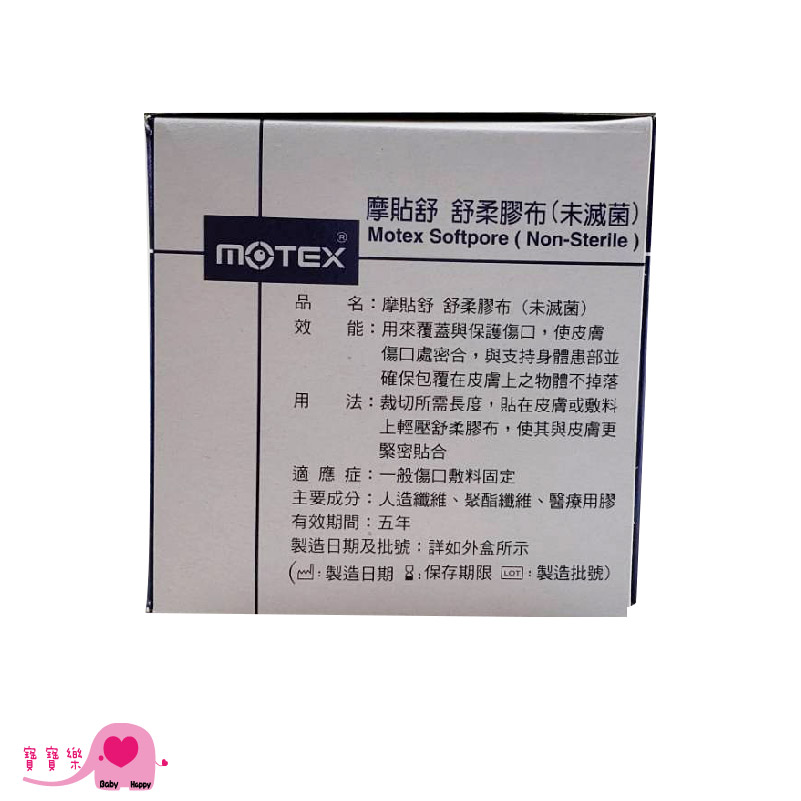 摩貼舒 舒柔膠布(未滅菌)
Motex Softpore ( Non-Sterile )
MOTEX®
品名：摩貼舒 舒柔膠布（未滅菌）
效能：用來覆蓋與保護傷口，使皮膚
傷口處密合，與支持身體患部並
確保包覆在皮膚上之物體不掉落
用法：裁切所需長度，貼在皮膚或敷料
上輕壓舒柔膠布，使其與皮膚更
緊密貼合
適應症：一般傷口敷料固定
主要成分：人造纖維、聚酯纖維、醫療用膠
有效期間：五年
製造日期及批號：詳如外盒所示
(：製造日期 ：保存期限 LOT：製造批號)
寶寶樂
Baby Happy